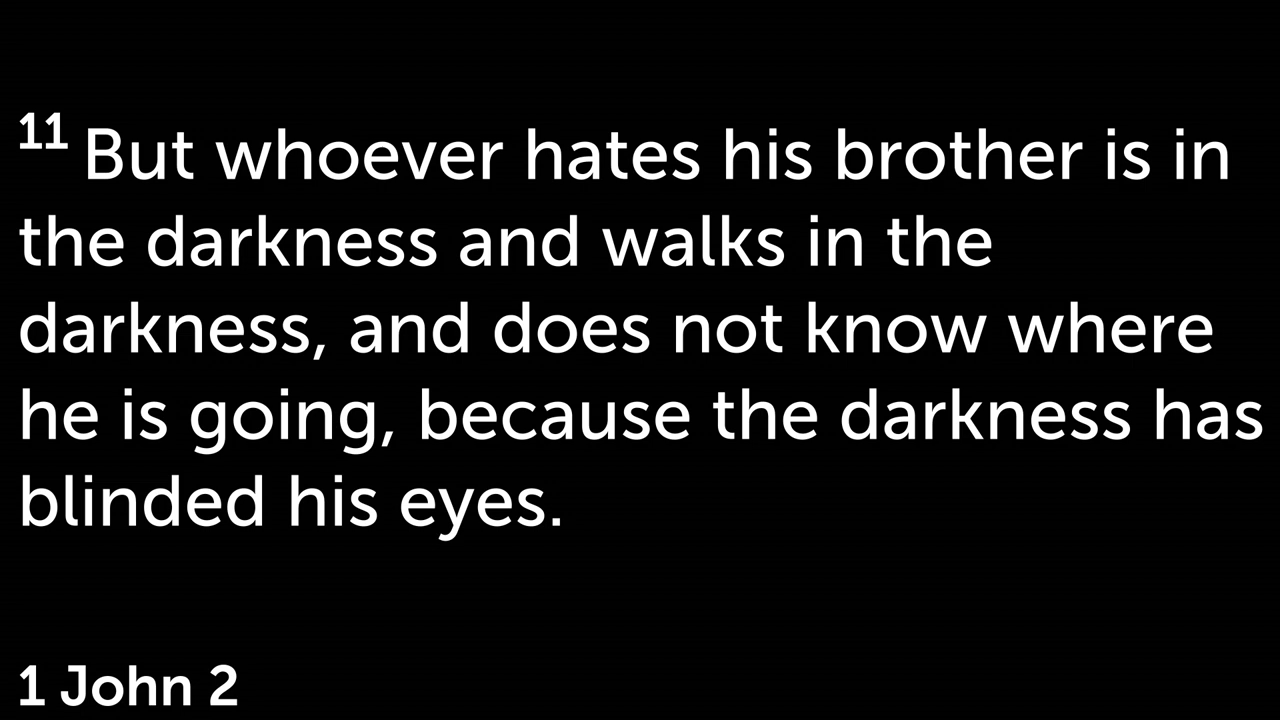 11 But whoever hates his brother is in
the darkness and walks in the
darkness, and does not know where
he is going, because the darkness has
blinded his eyes.
1 John 2